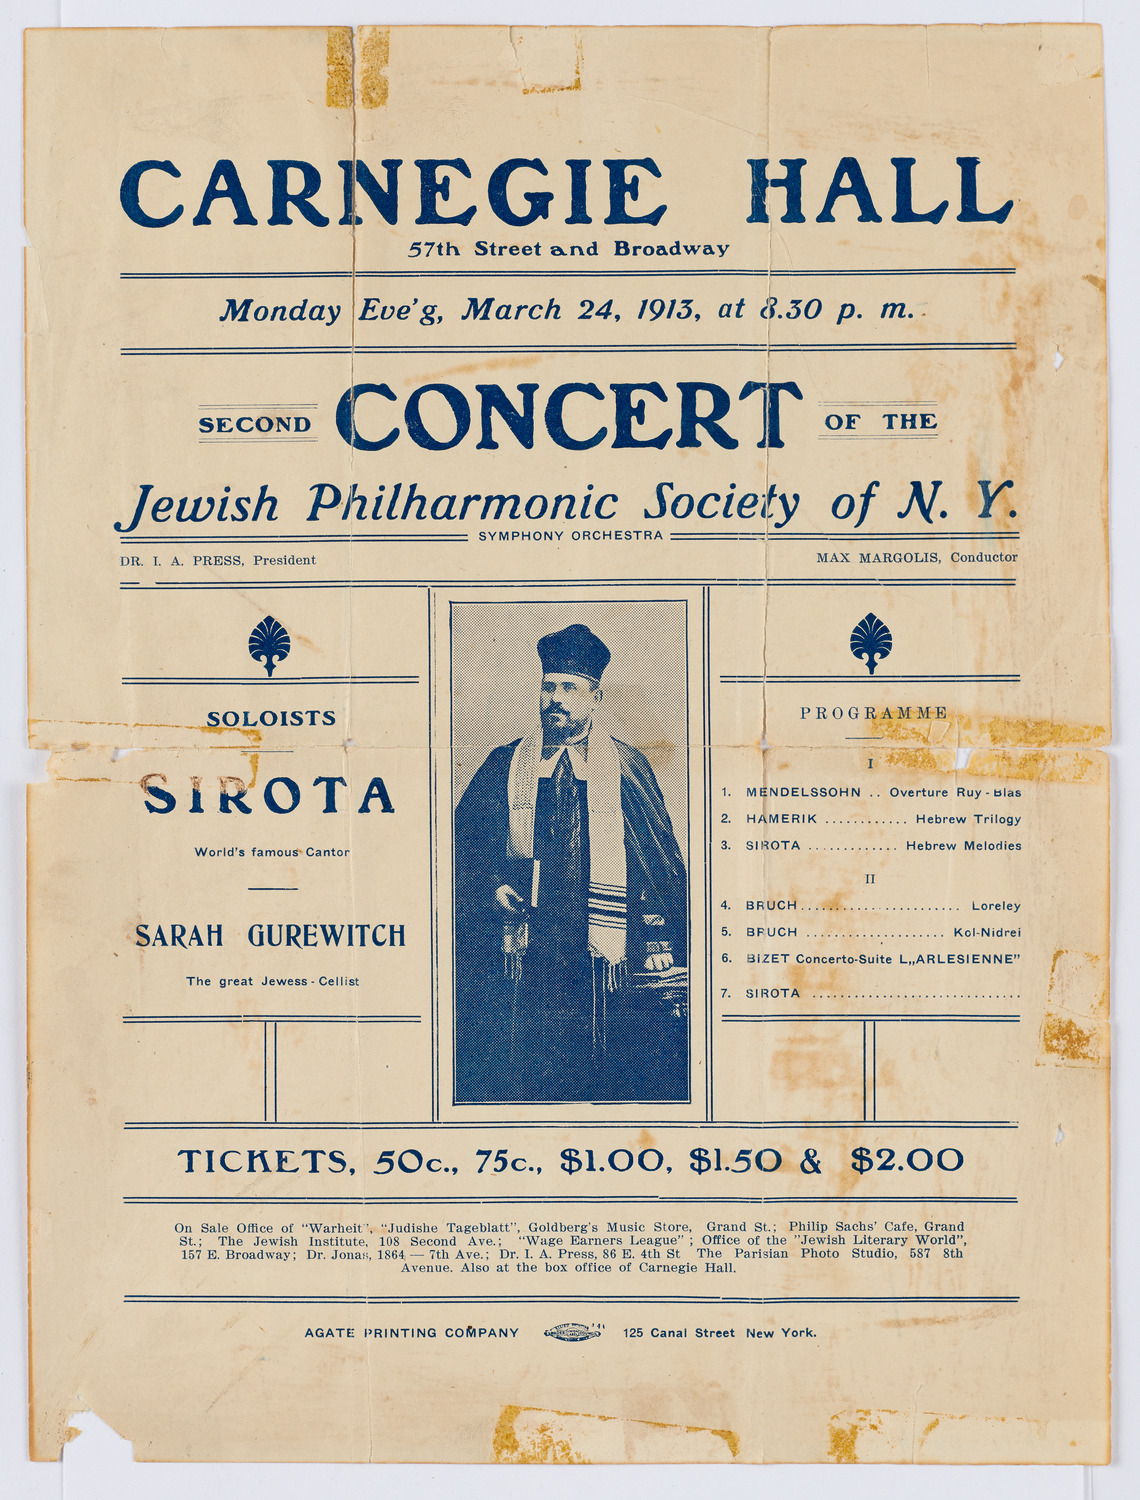 CARNEGIE HALL
57th Street and Broadway
Monday Eve'g, March 24, 1913, at 8.30 p. m.
SECOND CONCERT OF THE
Jewish Philharmonic Society of N. Y.
SYMPHONY ORCHESTRA
DR. I. A. PRESS, President
MAX MARGOLIS, Conductor
SOLOISTS
SIROTA
World's famous Cantor
SARAH GUREWITCH
The great Jewess - Cellist
PROGRAMME
I
1. MENDELSSOHN .. Overture Ruy - Blas
2. HAMERIK ............ Hebrew Trilogy
3. SIROTA ............. Hebrew Melodies
II
4. BRUCH....................... Loreley
5. BRUCH .................... Kol-Nidrei
6. BIZET Concerto-Suite L„ARLESIENNE”
7. SIROTA ..............................
TICKETS, 50c., 75c., $1.00, $1.50 & $2.00
On Sale Office of "Warheit", "Judishe Tageblatt", Goldberg's Music Store, Grand St.; Philip Sachs' Cafe, Grand
St.; The Jewish Institute, 108 Second Ave.; "Wage Earners League" ; Office of the "Jewish Literary World",
157 E. Broadway; Dr. Jonas, 1864 — 7th Ave.; Dr. I. A. Press, 86 E. 4th St The Parisian Photo Studio, 587 8th
Avenue. Also at the box office of Carnegie Hall.
AGATE PRINTING COMPANY 125 Canal Street New York.